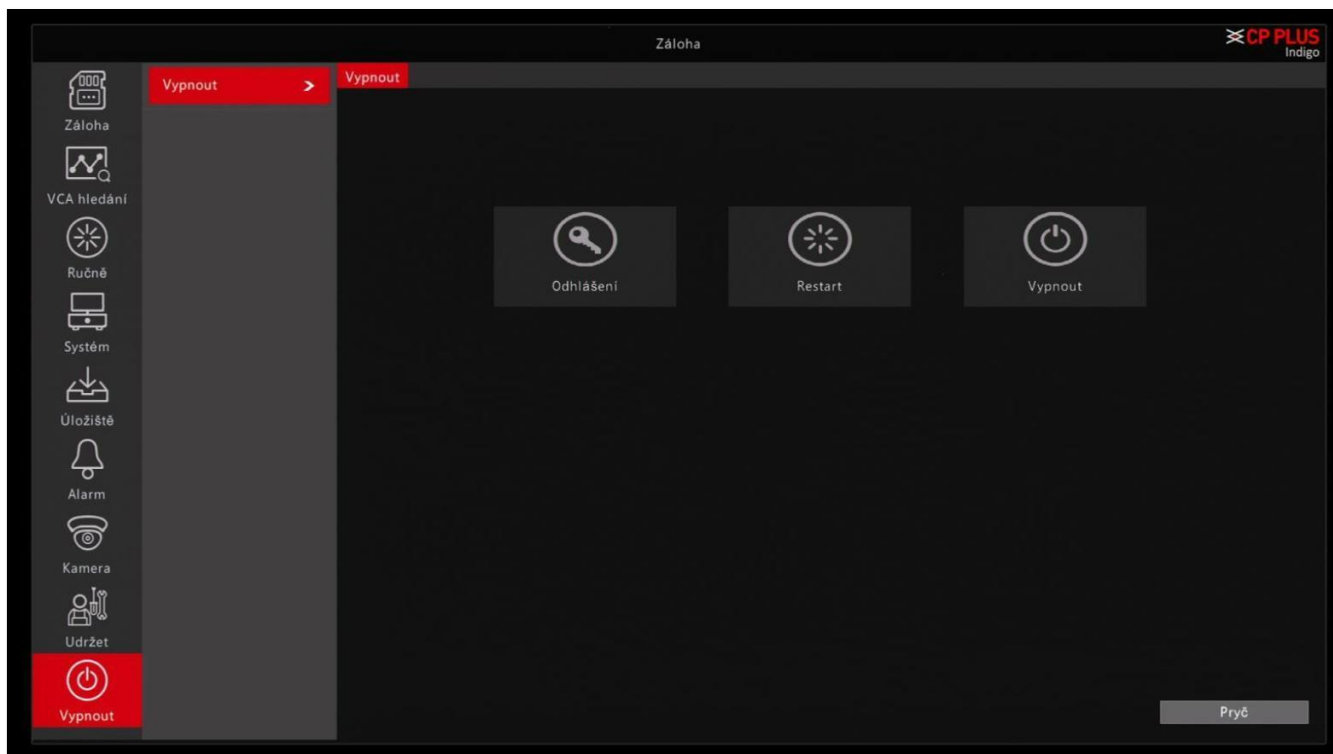 Záloha
CP PLUS
Indigo
Záloha
VCA hledání
Ručně
Systém
Úložiště
Alarm
Kamera
Udržet
Vypnout
Vypnout >
Vypnout
Odhlášení
Restart
Vypnout
Pryč